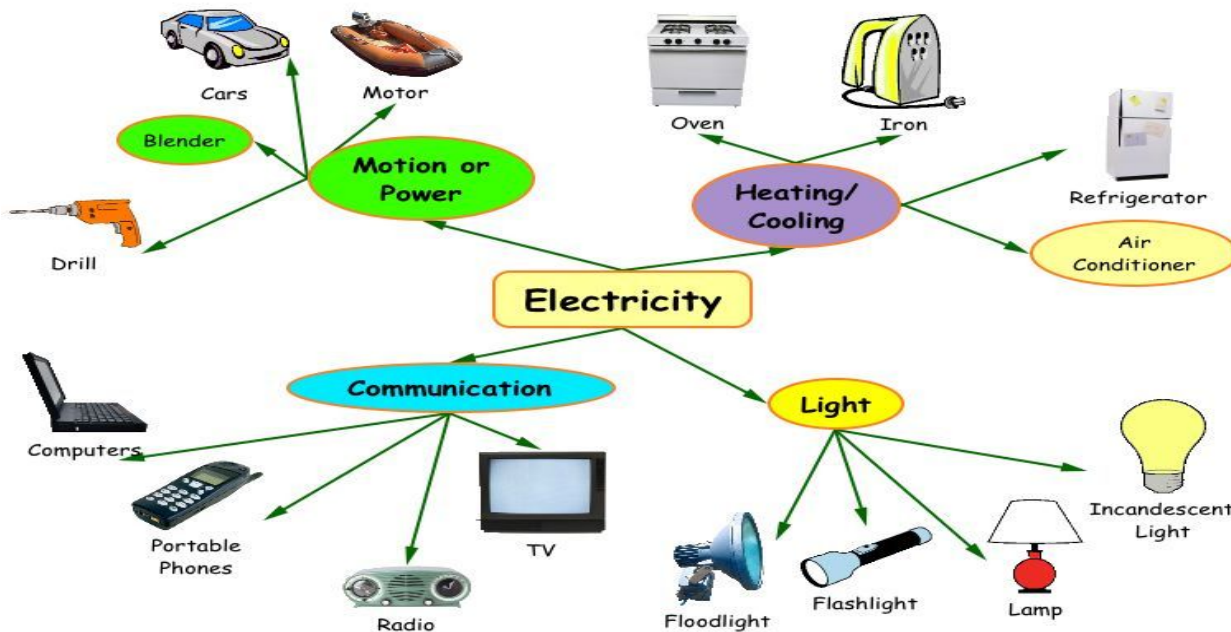 Cars
Motor
Blender
Motion or
Power
Drill
Oven
Iron
Heating/
Cooling
Refrigerator
Air
Conditioner
Electricity
Communication
Computers
Portable
Phones
Radio
TV
Light
Floodlight
Flashlight
Lamp
Incandescent
Light